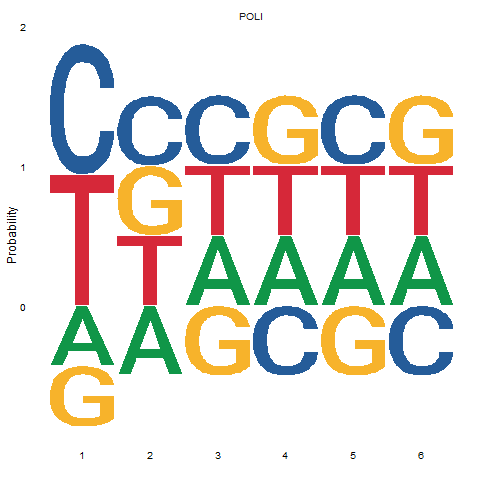 POLI
2
1
0
Probability
C C C G C G
T G T T T T
A T A A A A
G A G C G C
1 2 3 4 5 6